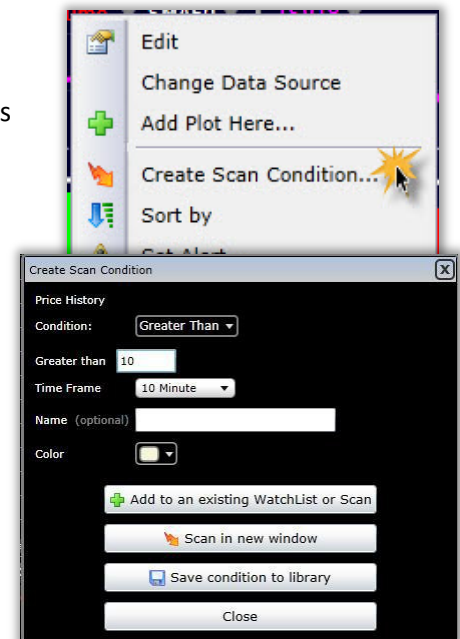 Edit
Change Data Source
s
Add Plot Here...
Create Scan Condition...
Sort by
Set Alert
Create Scan Condition
X
Price History
Condition: Greater Than
Greater than 10
Time Frame 10 Minute
Name (optional)
Color
Add to an existing WatchList or Scan
Scan in new window
Save condition to library
Close